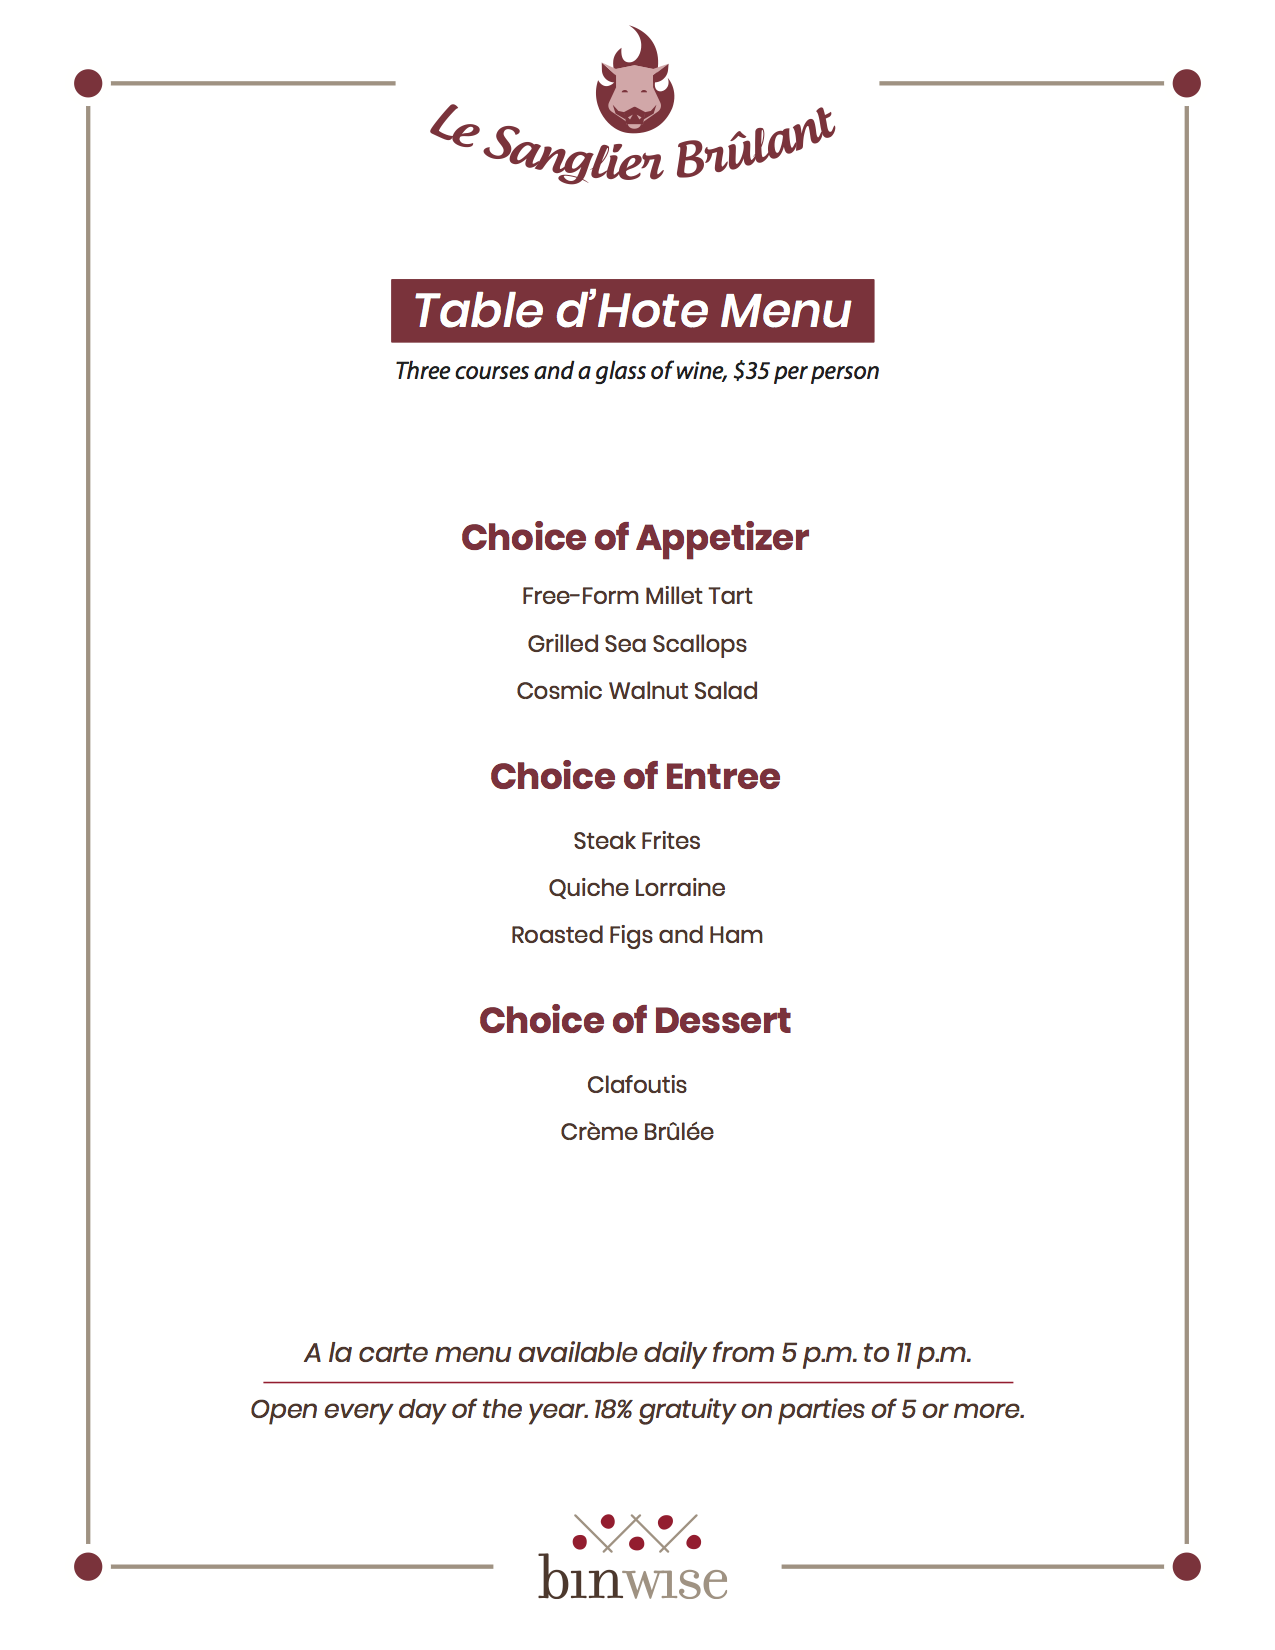 Le Sanglier Brûlant
Table d’Hote Menu
Three courses and a glass of wine, $35 per person
Choice of Appetizer
Free-Form Millet Tart
Grilled Sea Scallops
Cosmic Walnut Salad
Choice of Entree
Steak Frites
Quiche Lorraine
Roasted Figs and Ham
Choice of Dessert
Clafoutis
Crème Brûlée
A la carte menu available daily from 5 p.m. to 11 p.m.
Open every day of the year. 18% gratuity on parties of 5 or more.
binwise